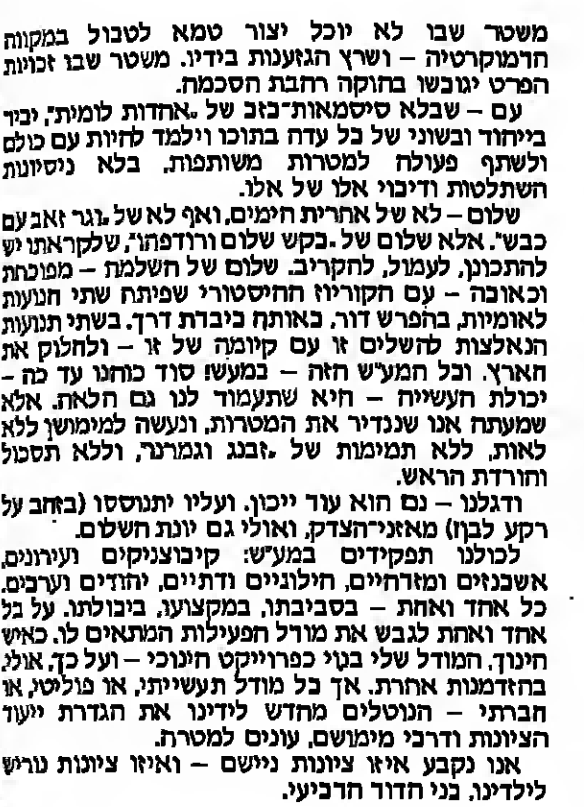 משטר שבו לא יוכל יצור טמא לטבול במקווה
הדמוקרטיה – ושרץ הגזענות בידיו. משטר שבו זכויות
הפרט יגובשו בחוקה רחבת הסכמה.
עם – שבלא סיסמאות־כזב של „אחדות לומית", יכיר
בייחוד ובשוני של כל עדה בתוכו וילמד לחיות עם כולם
ולשתף פעולה למטרות משותפות, בלא ניסיונות
השתלטות ודיכוי אלו של אלו.
שלום – לא של אחרית הימים, ואף לא של „וגר זאב עם
כבש". אלא שלום של „בקש שלום ורודפהו", שלקראתו יש
להתכונן, לעמול, להקריב. שלום של השלמה – מפוכחת
וכאובה – עם הקוריוז ההיסטורי שפיתח שתי תנועות
לאומיות, בהפרש דור, באותה כיברת דרך. בשתי תנועות
הנאלצות להשלים זו עם קיומה של זו – ולחלוק את
הארץ. וכל המע"ש הזה – במעש! סוד כוחנו עד כה –
יכולת העשייה – היא שתעמוד לנו גם הלאה. אלא
שמעתה אנו שנגדיר את המטרות, ונעשה למימושן ללא
לאות, ללא תמימות של „זבנג וגמרנו", וללא תסכול
והורדת הראש.
ודגלנו – גם הוא עוד ייכון. ועליו יתנוססו (בזהב על
רקע לבן) מאזני־הצדק, ואולי גם יונת השלום.
לכולנו תפקידים במע"ש: קיבוצניקים ועירונים,
אשכנזים ומזרחיים, חילוניים ודתיים, יהודים וערבים.
כל אחד ואחת – בסביבתו, במקצועו, ביכולתו. על כל
אחד ואחת לגבש את מודל הפעילות המתאים לו. כאיש
חינוך, המודל שלי בנוי כפרוייקט חינוכי – ועל כך, אולי,
בהזדמנות אחרת. אך כל מודל תעשייתי, או פוליטי, או
חברתי – הנוטלים מחדש לידינו את הגדרת ייעוד
הציונות ודרכי מימושם, עונים למטרה.
אנו נקבע איזו ציונות ניישם – ואיזו ציונות נוריש
לילדינו, בני הדור הרביעי.